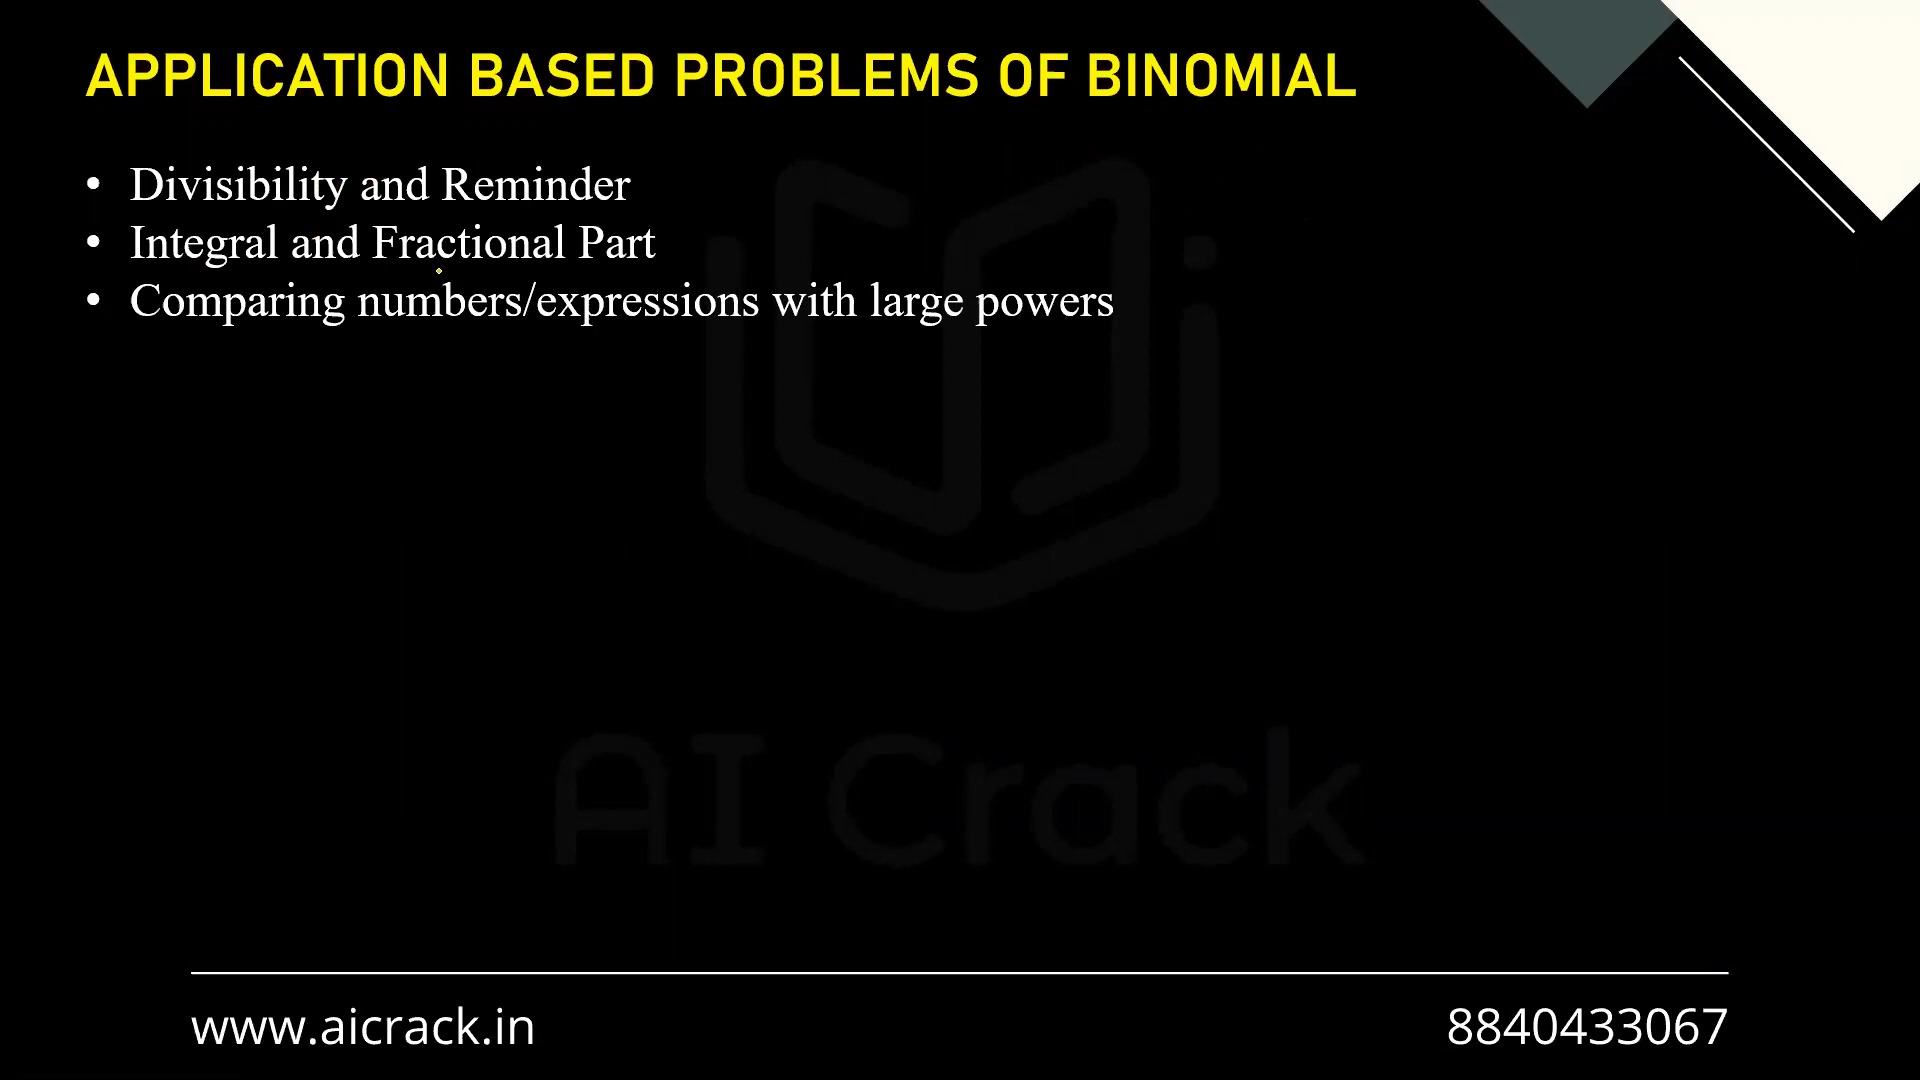 APPLICATION BASED PROBLEMS OF BINOMIAL
• Divisibility and Reminder
• Integral and Fractional Part
• Comparing numbers/expressions with large powers
AI Crack
www.aicrack.in
8840433067